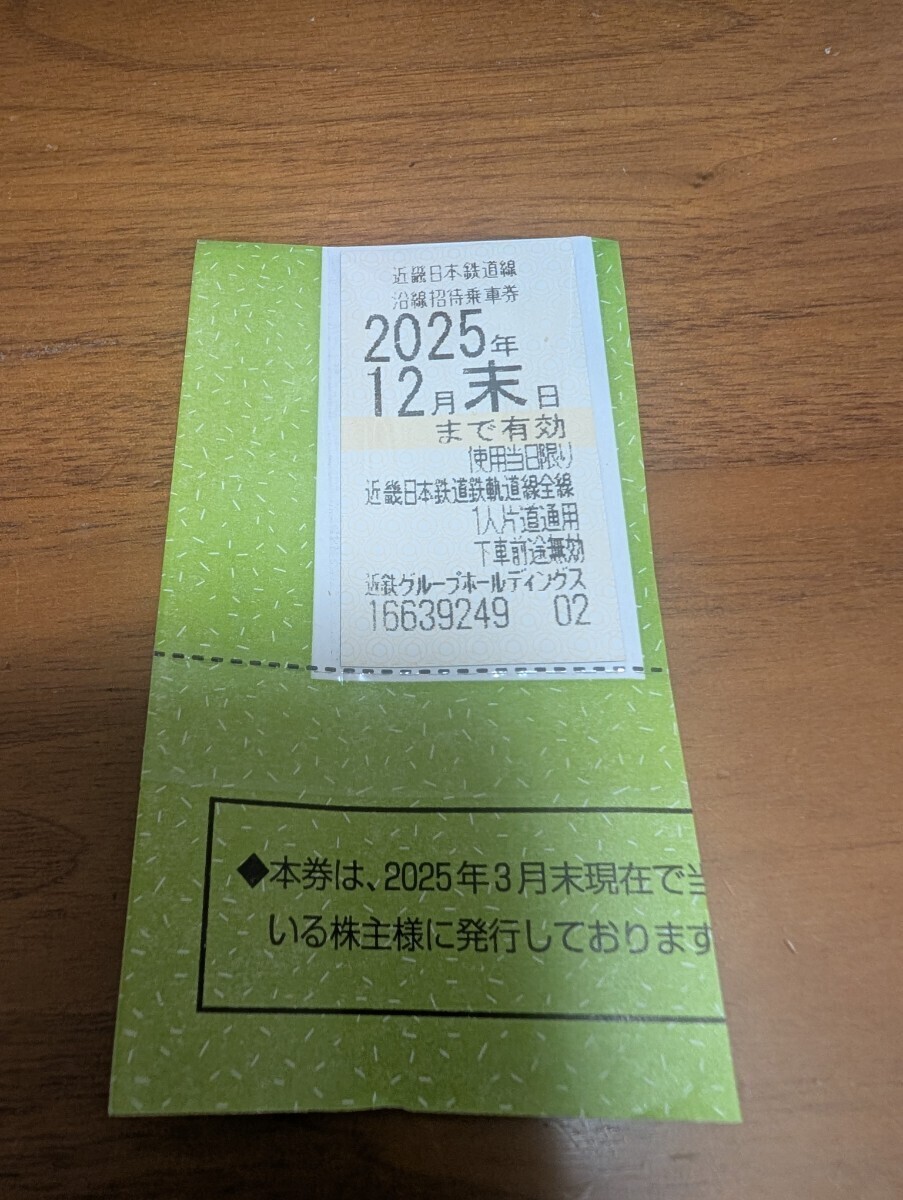 近畿日本鉄道線
沿線招待乗車券
2025年
12月末日
まで有効
使用当日限り
近畿日本鉄道鉄軌道線全線
1人片道通用
下車前途無効
近鉄グループホールディングス
16639249 02
◆本券は、2025年3月末現在で当
いる株主様に発行しております